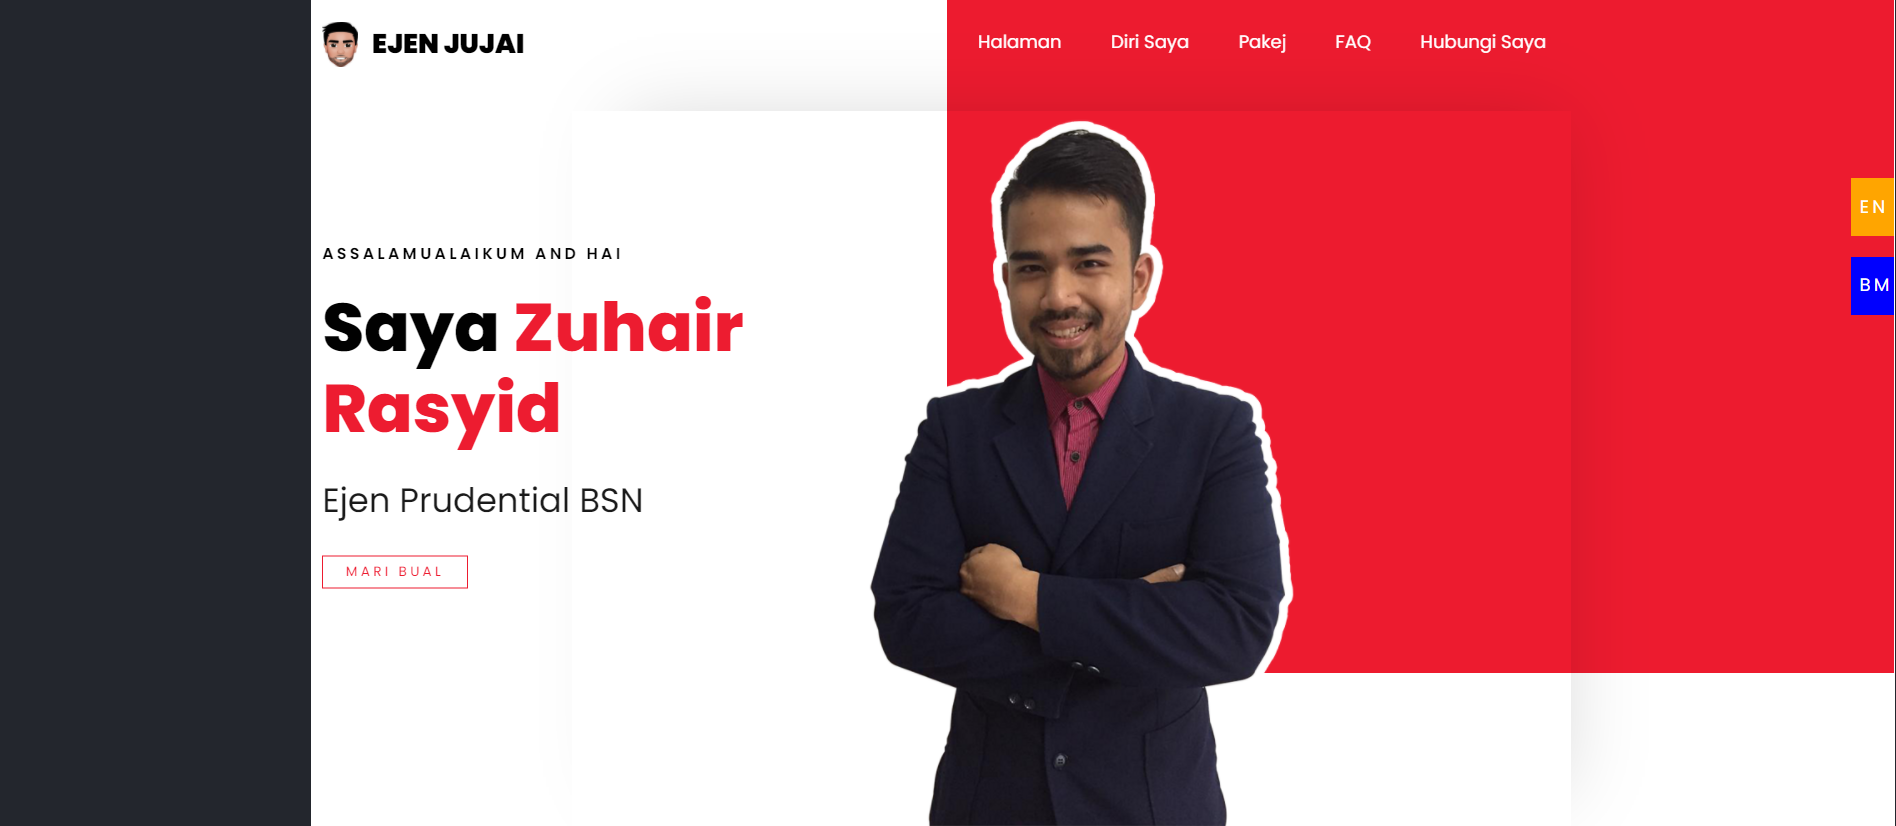 EJEN JUJAI
Halaman
Diri Saya
Pakej
FAQ
Hubungi Saya
EN
BM
ASSALAMUALAIKUM AND HAI
Saya Zuhair
Rasyid
Ejen Prudential BSN
MARI BUAL